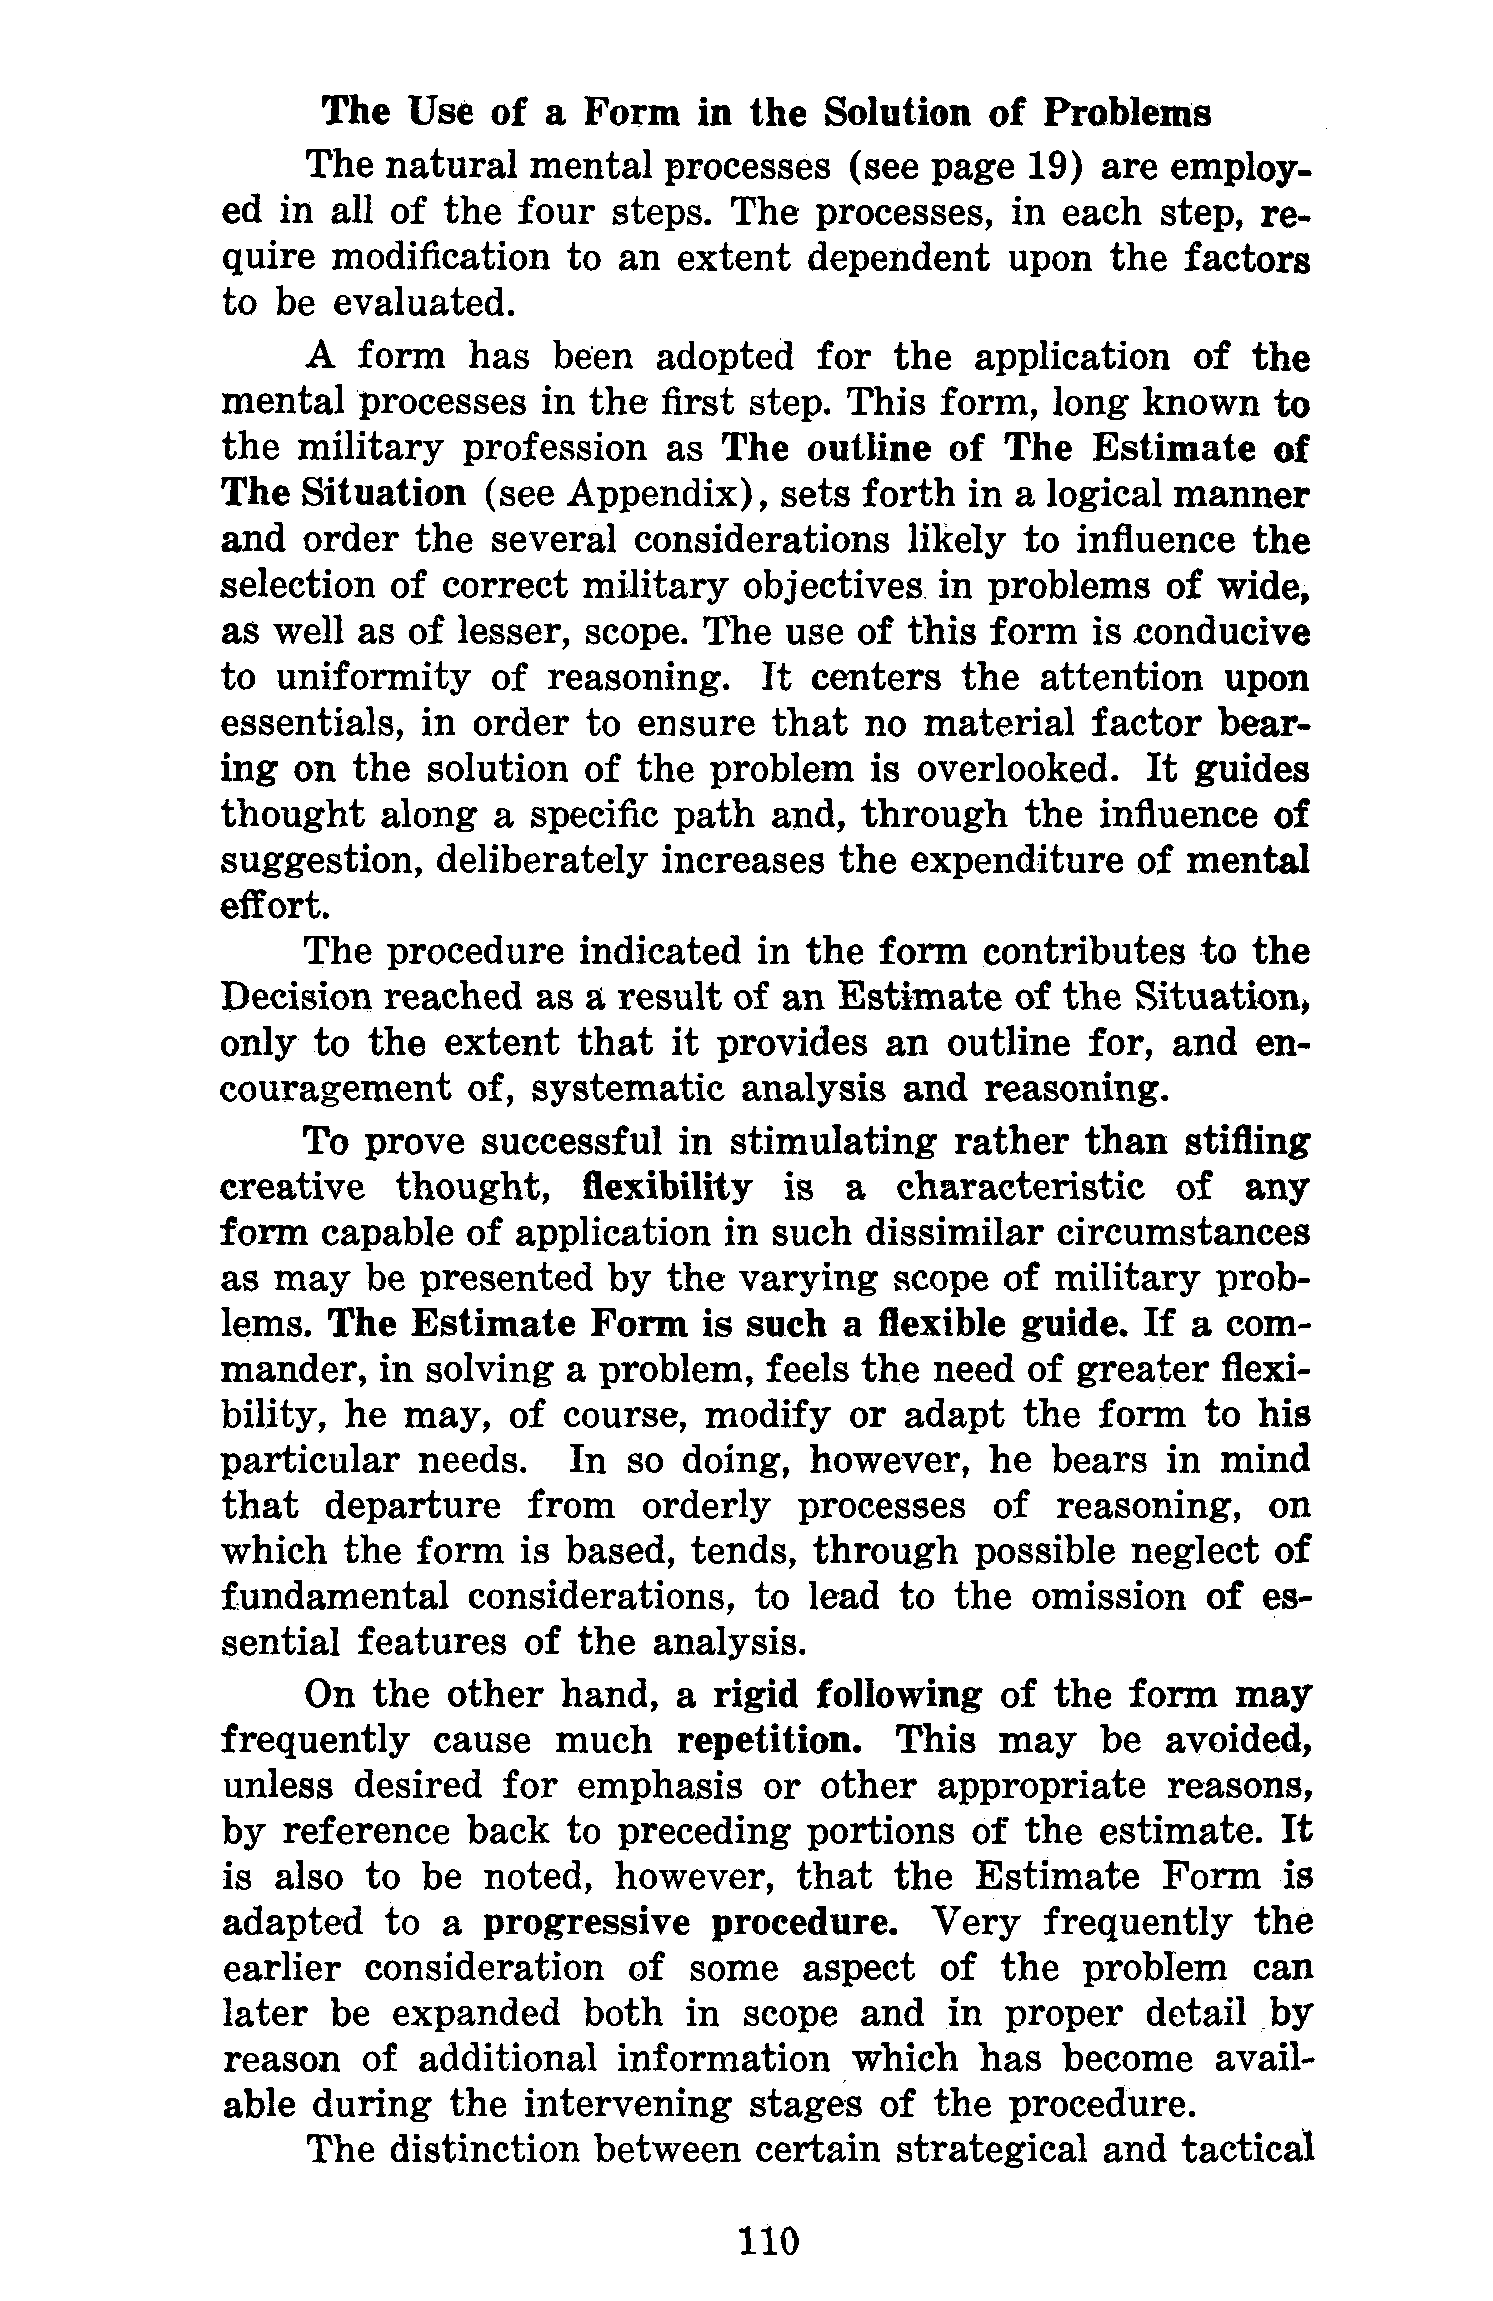 The Use of a Form in the Solution of Problems
The natural mental processes (see page 19) are employ-
ed in all of the four steps. The processes, in each step, re-
quire modification to an extent dependent upon the factors
to be evaluated.
A form has been adopted for the application of the
mental processes in the first step. This form, long known to
the military profession as The outline of The Estimate of
The Situation (see Appendix), sets forth in a logical manner
and order the several considerations likely to influence the
selection of correct military objectives in problems of wide,
as well as of lesser, scope. The use of this form is conducive
to uniformity of reasoning. It centers the attention upon
essentials, in order to ensure that no material factor bear-
ing on the solution of the problem is overlooked. It guides
thought along a specific path and, through the influence of
suggestion, deliberately increases the expenditure of mental
effort.
The procedure indicated in the form contributes to the
Decision reached as a result of an Estimate of the Situation,
only to the extent that it provides an outline for, and en-
couragement of, systematic analysis and reasoning.
To prove successful in stimulating rather than stifling
creative thought, flexibility is a characteristic of any
form capable of application in such dissimilar circumstances
as may be presented by the varying scope of military prob-
lems. The Estimate Form is such a flexible guide. If a com-
mander, in solving a problem, feels the need of greater flexi-
bility, he may, of course, modify or adapt the form to his
particular needs. In so doing, however, he bears in mind
that departure from orderly processes of reasoning, on
which the form is based, tends, through possible neglect of
fundamental considerations, to lead to the omission of es-
sential features of the analysis.
On the other hand, a rigid following of the form may
frequently cause much repetition. This may be avoided,
unless desired for emphasis or other appropriate reasons,
by reference back to preceding portions of the estimate. It
is also to be noted, however, that the Estimate Form is
adapted to a progressive procedure. Very frequently the
earlier consideration of some aspect of the problem can
later be expanded both in scope and in proper detail by
reason of additional information which has become avail-
able during the intervening stages of the procedure.
The distinction between certain strategical and tactical
110